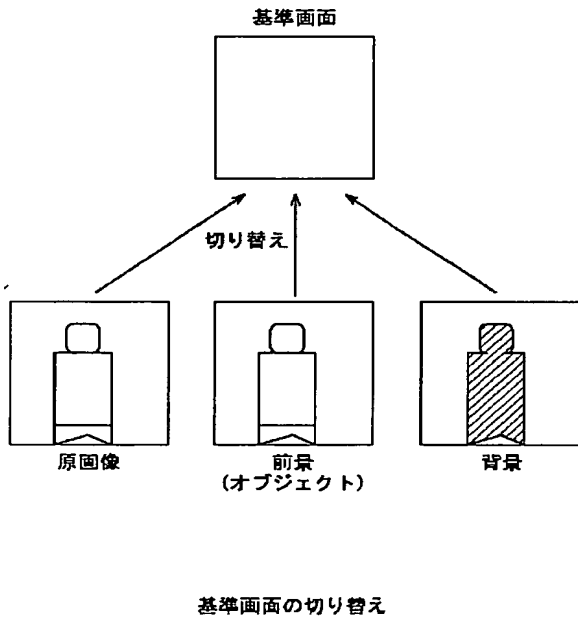 基準画面
切り替え
原画像
前景
(オブジェクト)
背景
基準画面の切り替え